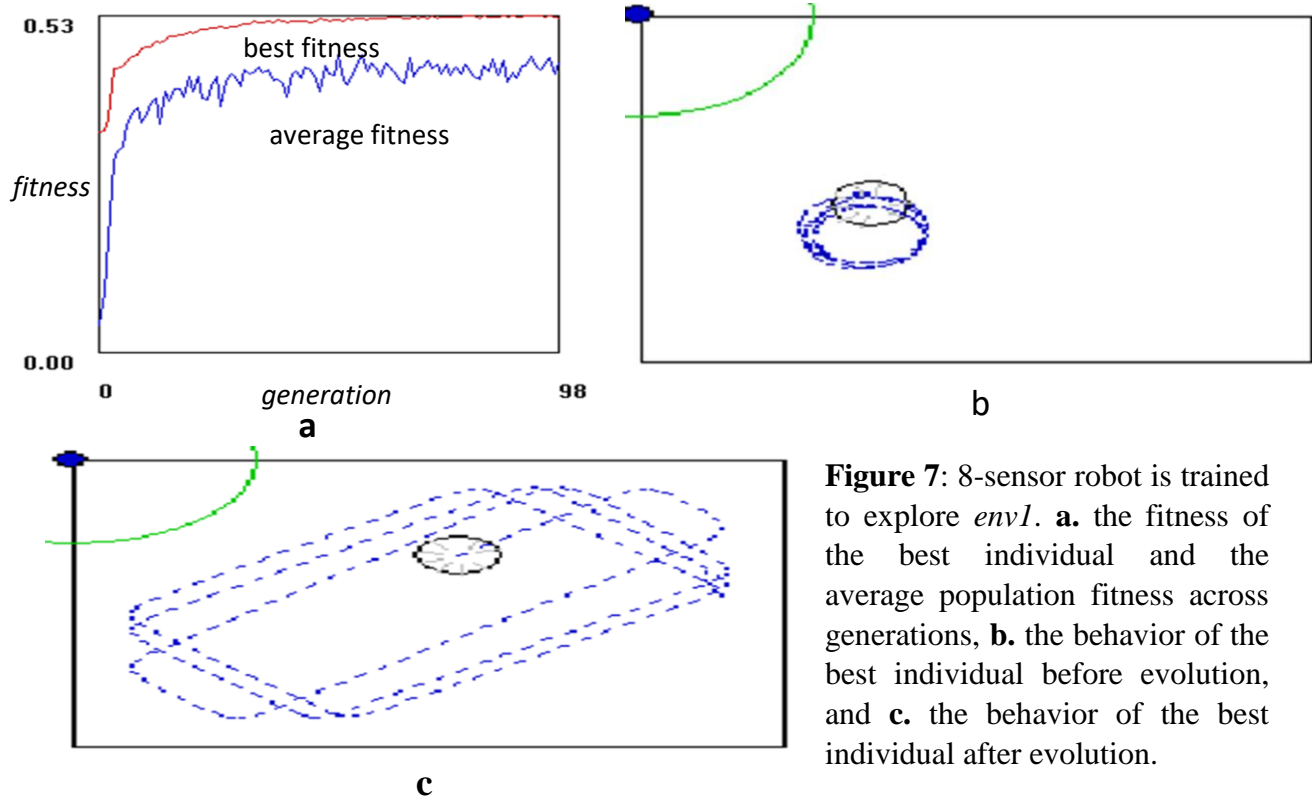 0.53
best fitness
average fitness
fitness
0.00
0
generation
98
a
b
c
Figure 7: 8-sensor robot is trained
to explore env1. a. the fitness of
the best individual and the
average population fitness across
generations, b. the behavior of the
best individual before evolution,
and c. the behavior of the best
individual after evolution.